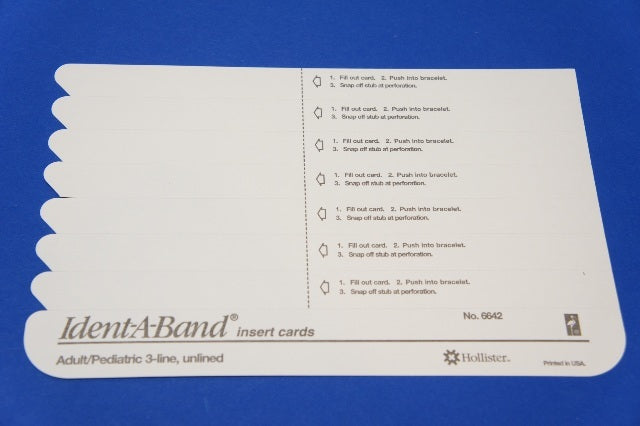 1. Fill out card. 2. Push into bracelet.
3. Snap off stub at perforation.
1. Fill out card. 2. Push into bracelet.
3. Snap off stub at perforation.
1. Fill out card. 2. Push into bracelet.
3. Snap off stub at perforation.
1. Fill out card. 2. Push into bracelet.
3. Snap off stub at perforation.
1. Fill out card. 2. Push into bracelet.
3. Snap off stub at perforation.
1. Fill out card. 2. Push into bracelet.
3. Snap off stub at perforation.
1. Fill out card. 2. Push into bracelet.
3. Snap off stub at perforation.
Ident-A-Band® insert cards
No. 6642
Adult/Pediatric 3-line, unlined
Hollister™
Printed in USA.